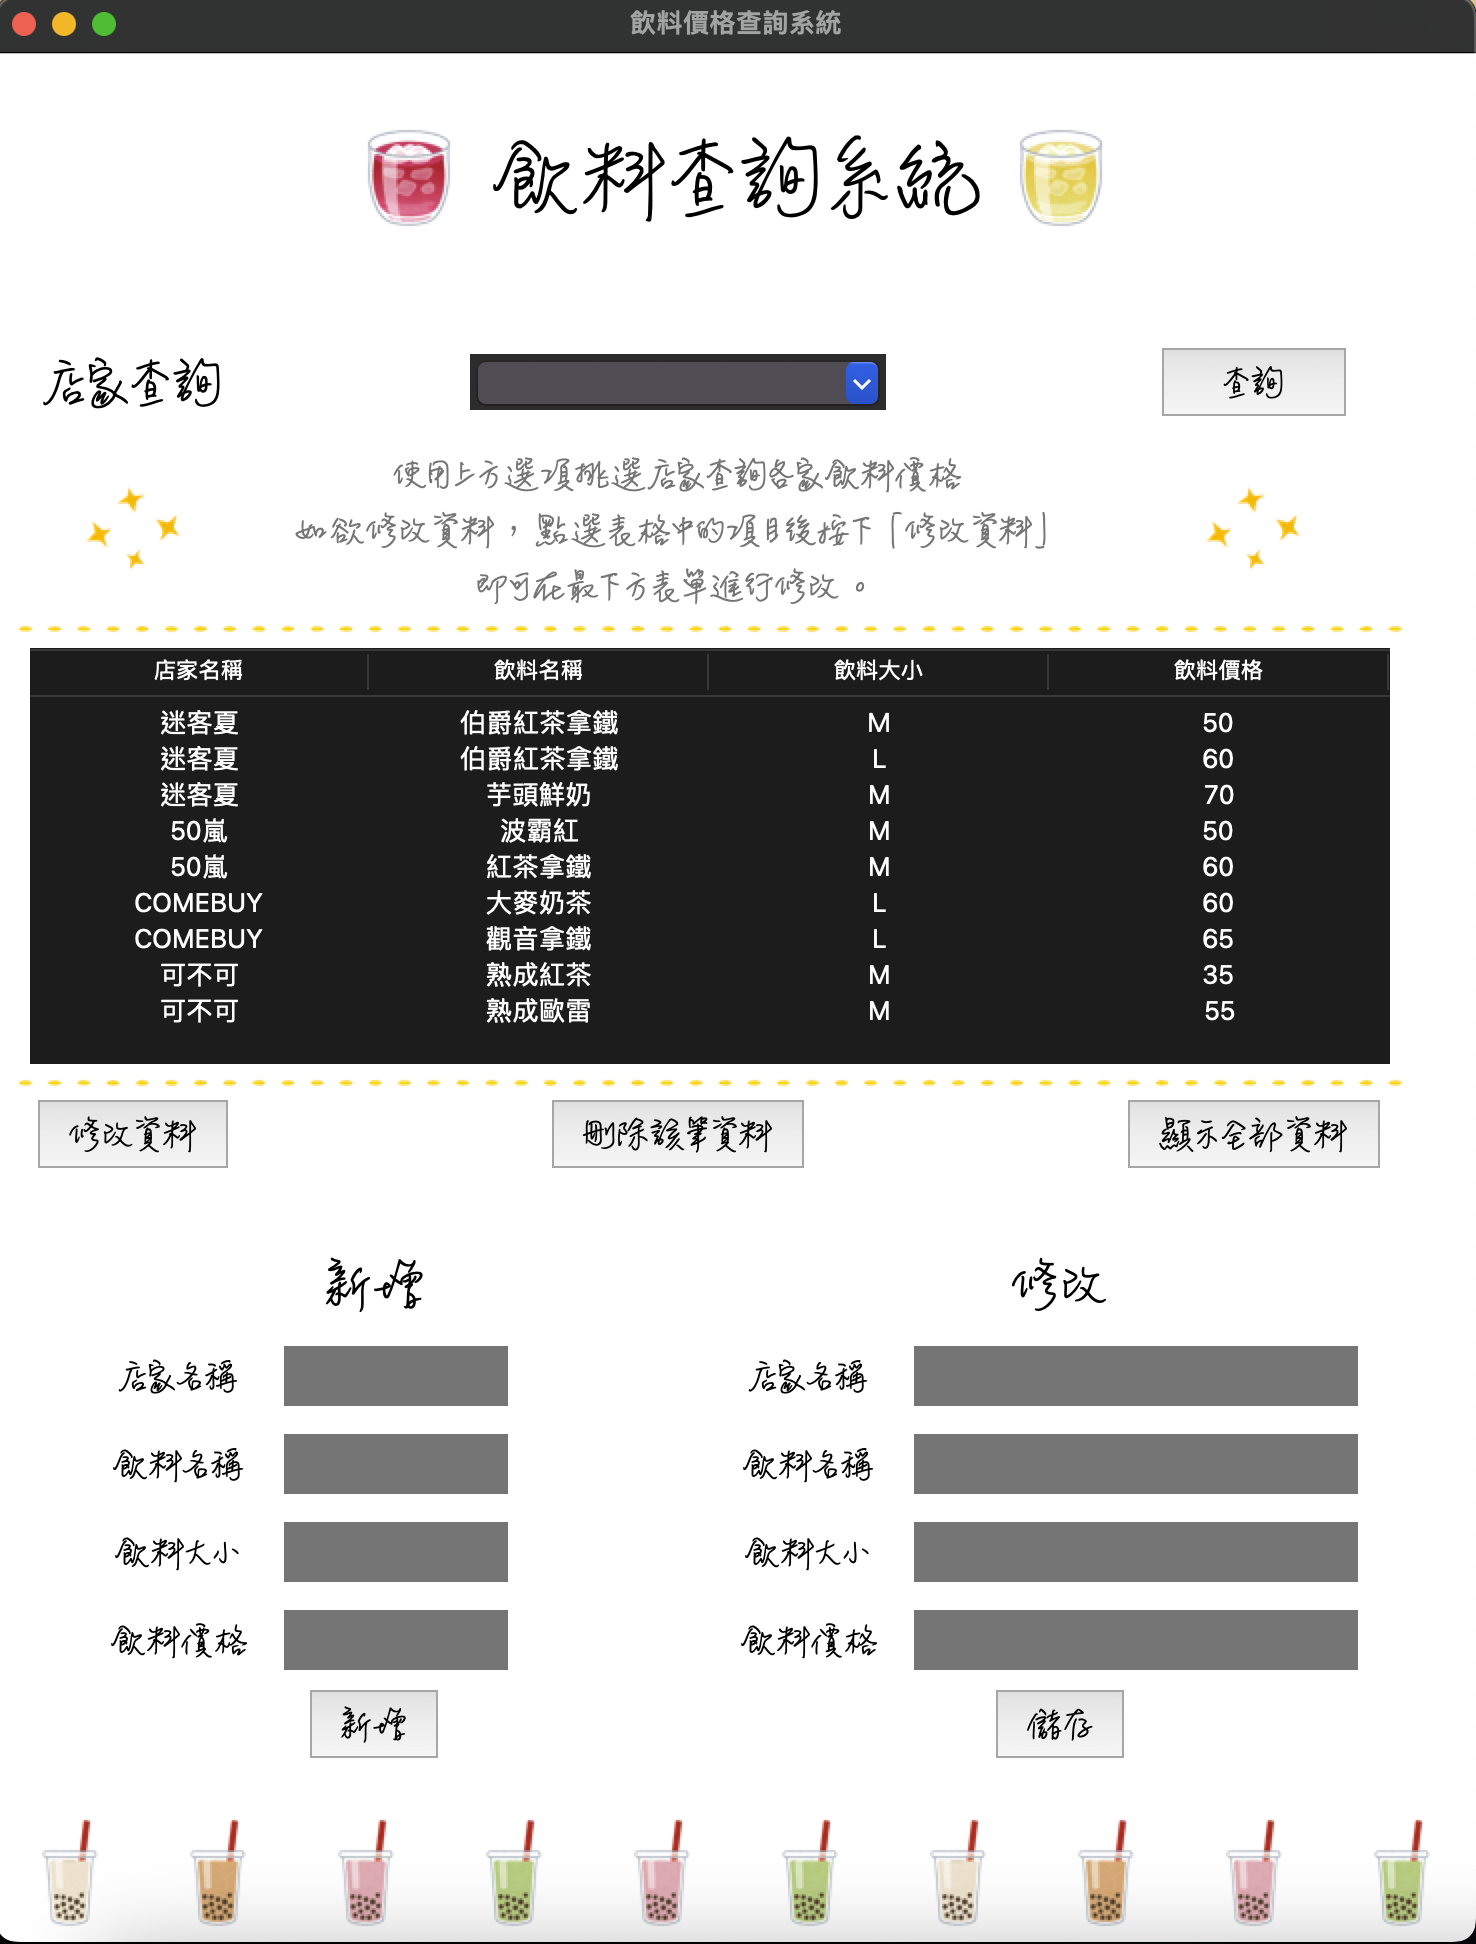 飲料價格查詢系統
飲料查詢系統
店家查詢
查詢
使用上方選項挑選店家查詢各家飲料價格
如欲修改資料，點選表格中的項目後按下「修改資料」
即可在最下方表單進行修改。
店家名稱 飲料名稱 飲料大小 飲料價格
迷客夏 伯爵紅茶拿鐵 M 50
迷客夏 伯爵紅茶拿鐵 L 60
迷客夏 芋頭鮮奶 M 70
50嵐 波霸紅 M 50
50嵐 紅茶拿鐵 M 60
COMEBUY 大麥奶茶 L 60
COMEBUY 觀音拿鐵 L 65
可不可 熟成紅茶 M 35
可不可 熟成歐雷 M 55
修改資料 刪除該筆資料 顯示全部資料
新增 修改
店家名稱 店家名稱
飲料名稱 飲料名稱
飲料大小 飲料大小
飲料價格 飲料價格
新增 儲存